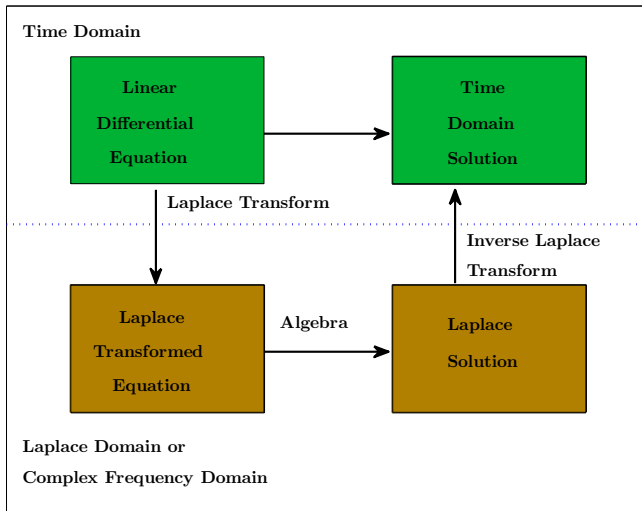 Time Domain
Linear
Differential
Equation
Time
Domain
Solution
Laplace Transform
Inverse Laplace
Transform
Laplace
Transformed
Equation
Algebra
Laplace
Solution
Laplace Domain or
Complex Frequency Domain